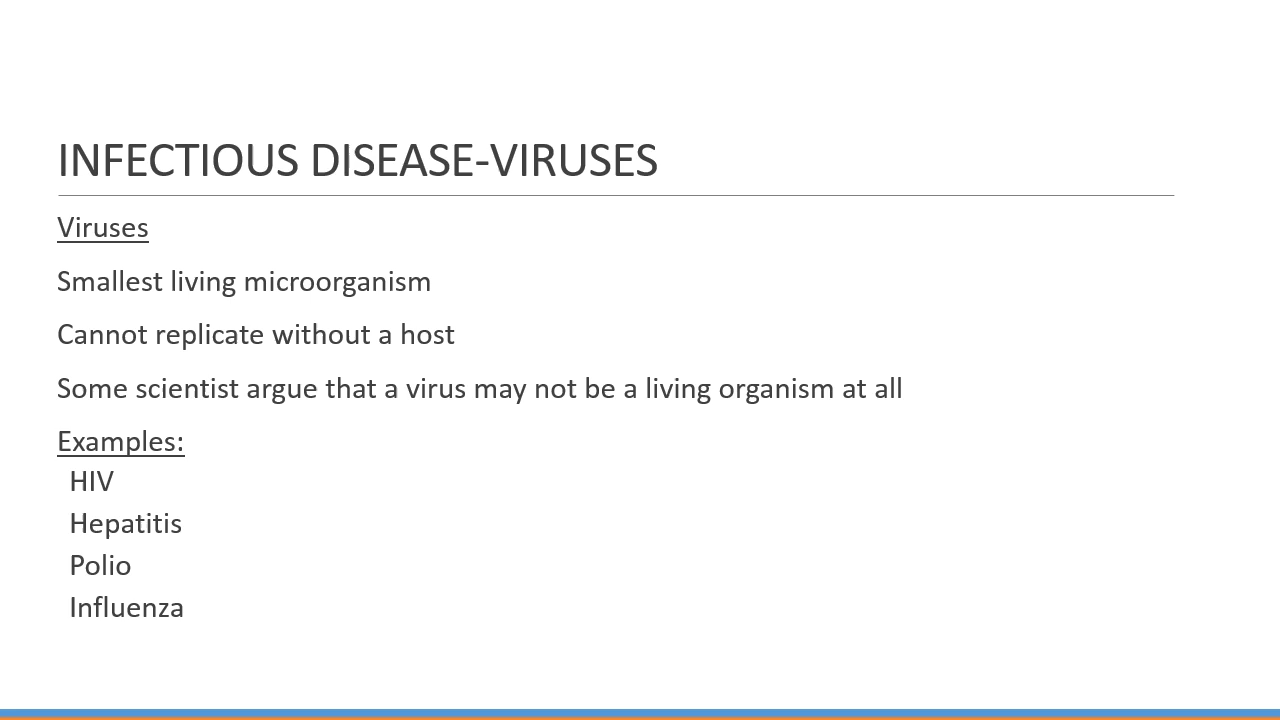 INFECTIOUS DISEASE-VIRUSES
Viruses
Smallest living microorganism
Cannot replicate without a host
Some scientist argue that a virus may not be a living organism at all
Examples:
HIV
Hepatitis
Polio
Influenza